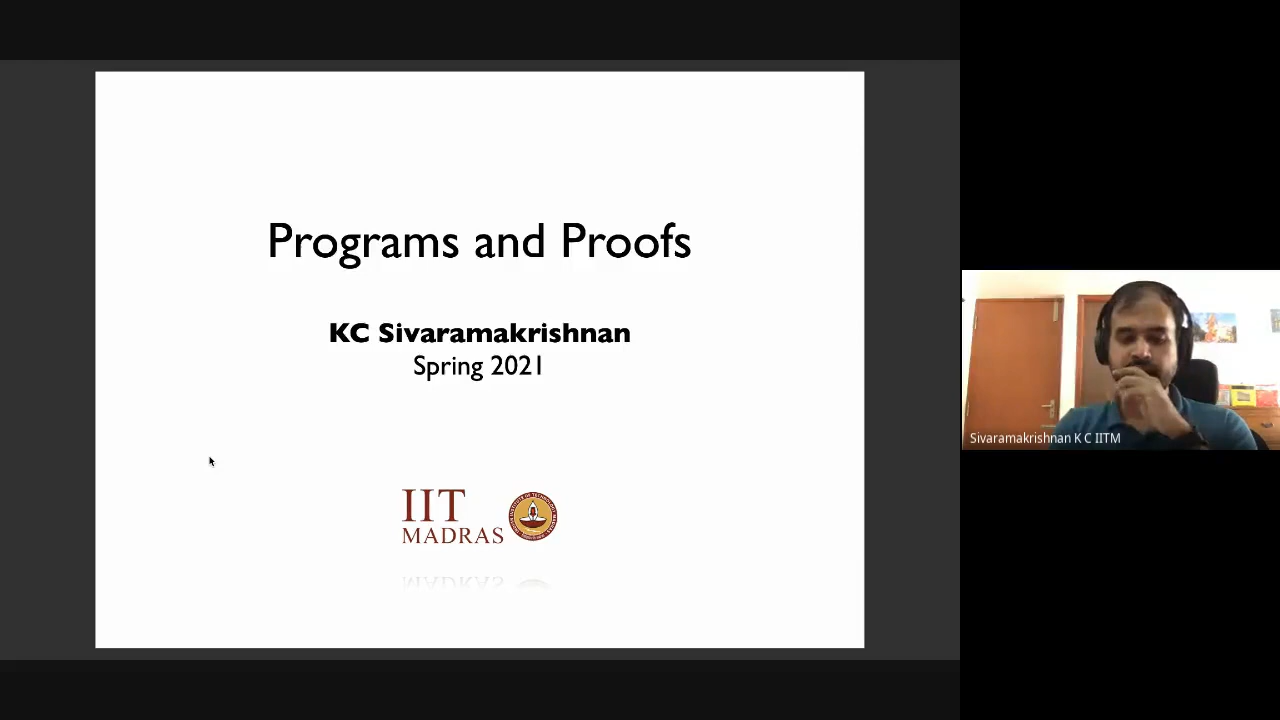 Programs and Proofs
KC Sivaramakrishnan
Spring 2021
IIT
MADRAS
Sivaramakrishnan K C IITM